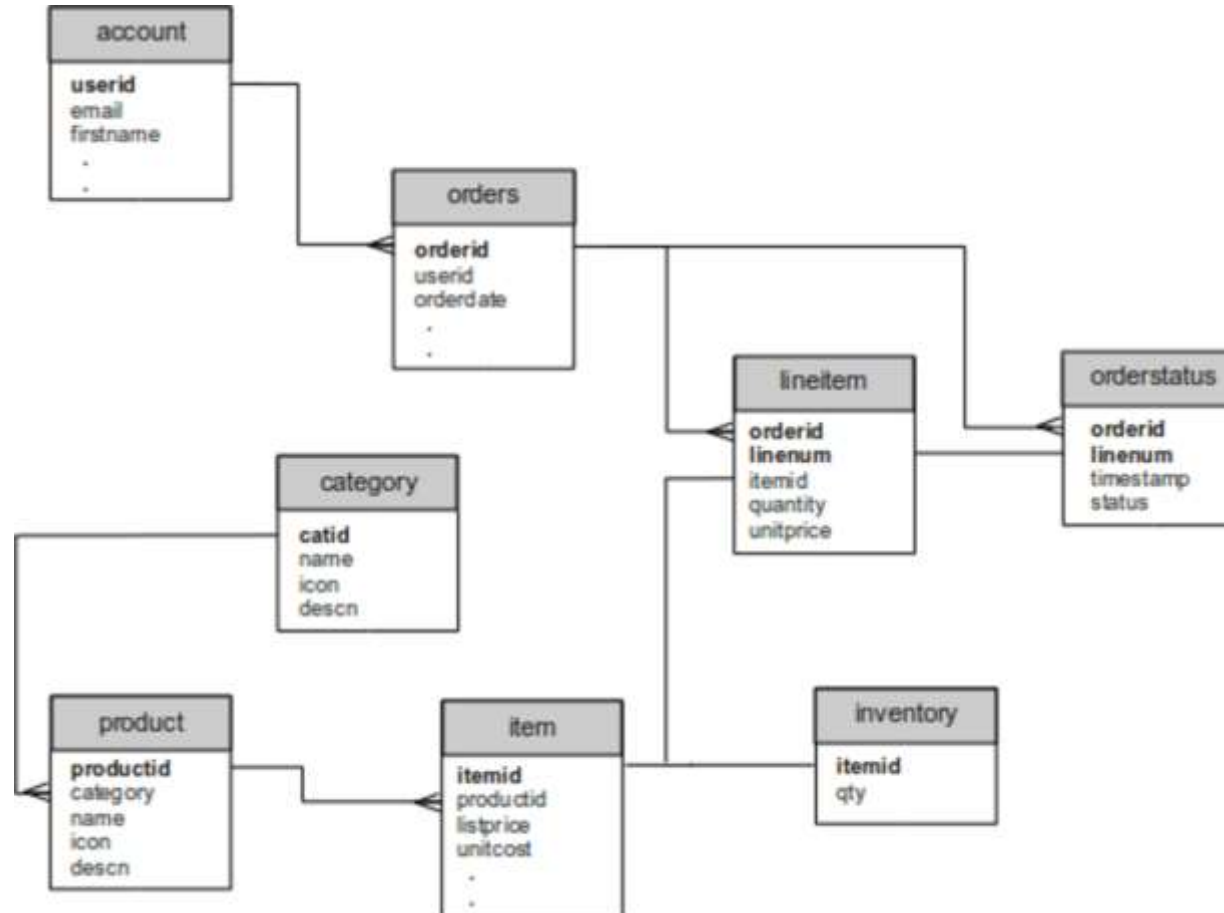 account
userid
email
firstname
.
.
orders
orderid
userid
orderdate
.
.
lineitem
orderid
linenum
itemid
quantity
unitprice
orderstatus
orderid
linenum
timestamp
status
category
catid
name
icon
descn
product
productid
category
name
icon
descn
item
itemid
productid
listprice
unitcost
.
.
inventory
itemid
qty